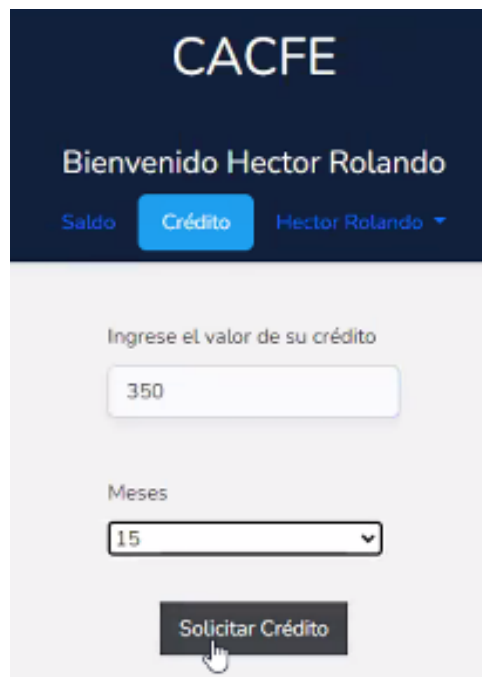 CACFE
Bienvenido Hector Rolando
Saldo Crédito Hector Rolando
Ingrese el valor de su crédito
350
Meses
15
Solicitar Crédito